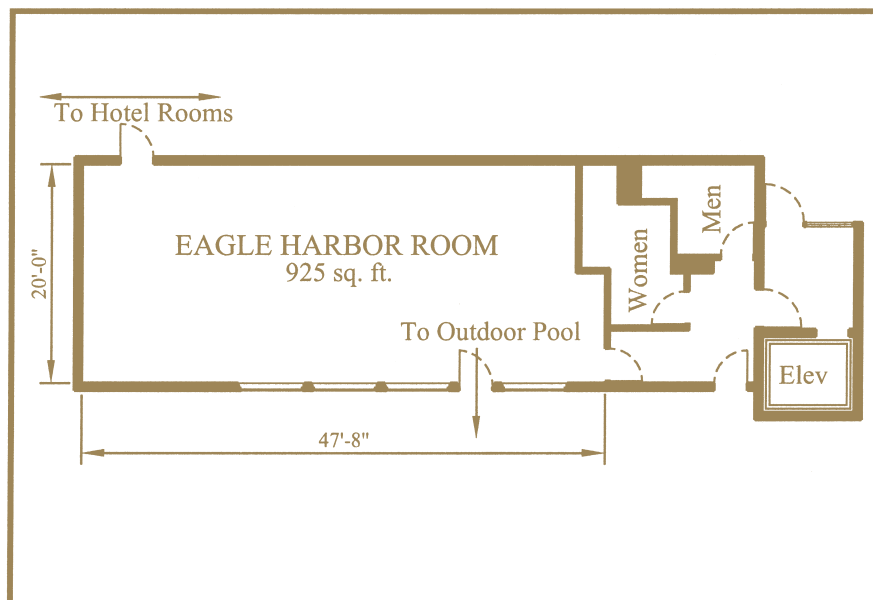 To Hotel Rooms
20'-0"
EAGLE HARBOR ROOM
925 sq. ft.
Men
Women
To Outdoor Pool
Elev
47'-8"